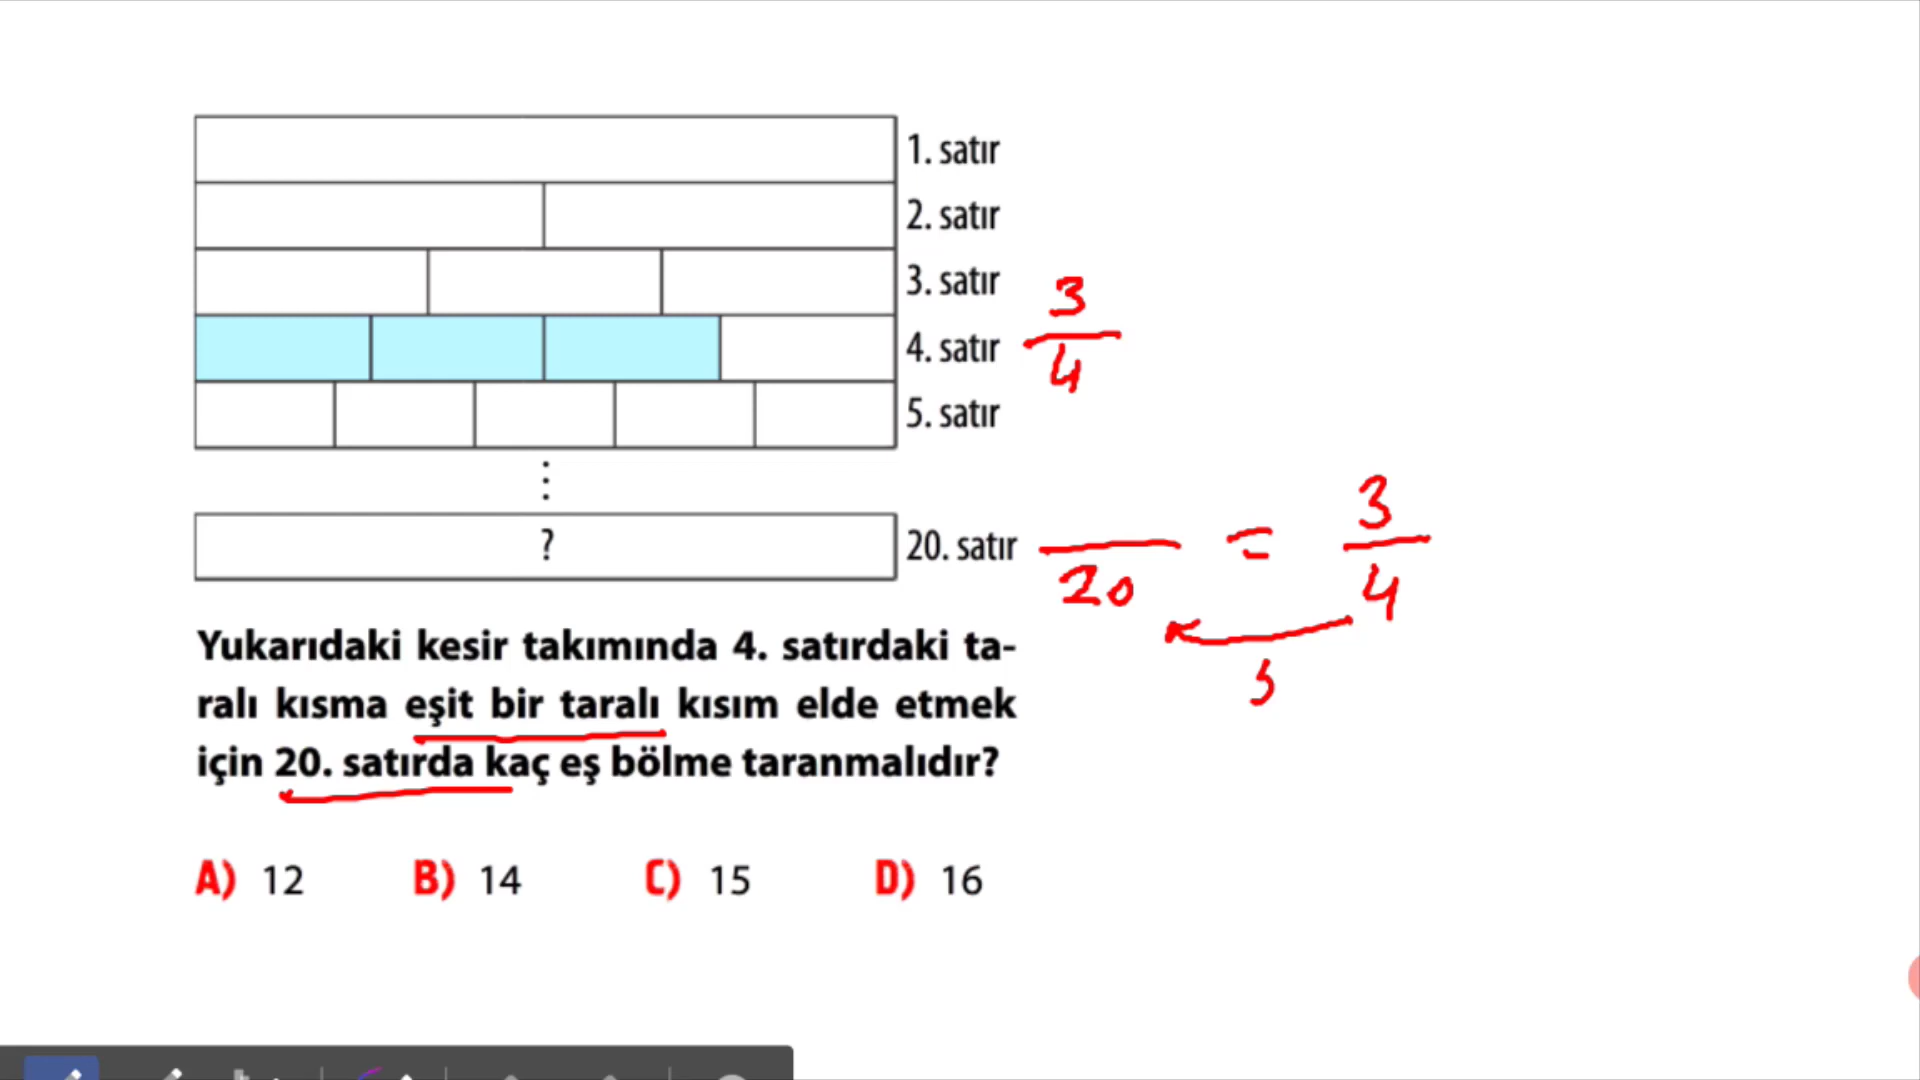 1. satır
2. satır
3. satır
4. satır
5. satır
⋮
?
20. satır
3
4
20
=
3
4
Yukarıdaki kesir takımında 4. satırdaki ta-
ralı kısma eşit bir taralı kısım elde etmek
için 20. satırda kaç eş bölme taranmalıdır?
A) 12 B) 14 C) 15 D) 16